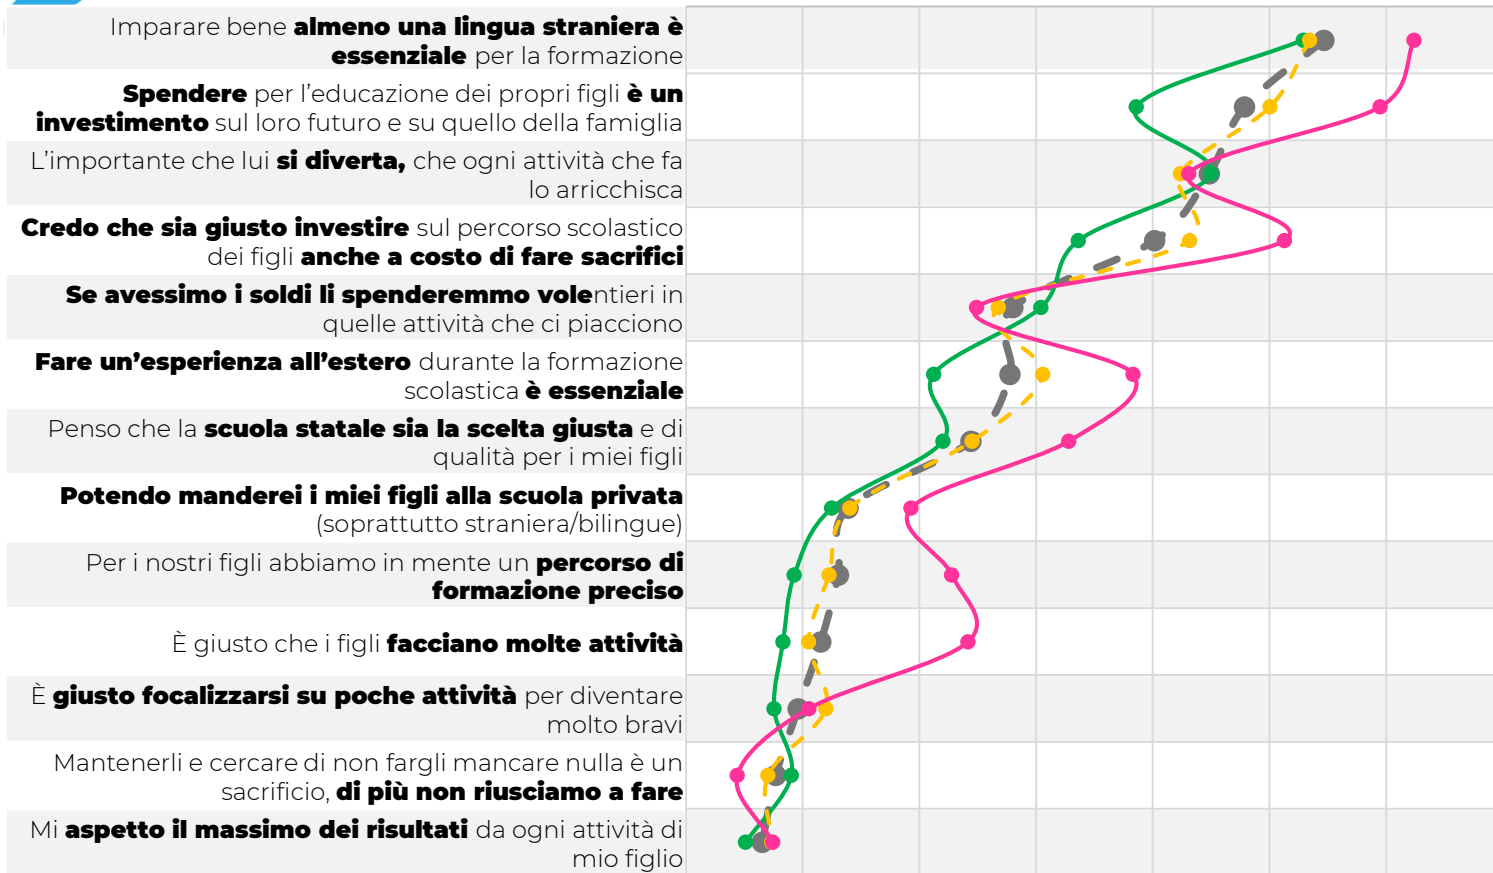 Imparare bene almeno una lingua straniera è
essenziale per la formazione
Spendere per l’educazione dei propri figli è un
investimento sul loro futuro e su quello della famiglia
L’importante che lui si diverta, che ogni attività che fa
lo arricchisca
Credo che sia giusto investire sul percorso scolastico
dei figli anche a costo di fare sacrifici
Se avessimo i soldi li spenderemmo volentieri in
quelle attività che ci piacciono
Fare un’esperienza all’estero durante la formazione
scolastica è essenziale
Penso che la scuola statale sia la scelta giusta e di
qualità per i miei figli
Potendo manderei i miei figli alla scuola privata
(soprattutto straniera/bilingue)
Per i nostri figli abbiamo in mente un percorso di
formazione preciso
È giusto che i figli facciano molte attività
È giusto focalizzarsi su poche attività per diventare
molto bravi
Mantenerli e cercare di non fargli mancare nulla è un
sacrificio, di più non riusciamo a fare
Mi aspetto il massimo dei risultati da ogni attività di
mio figlio